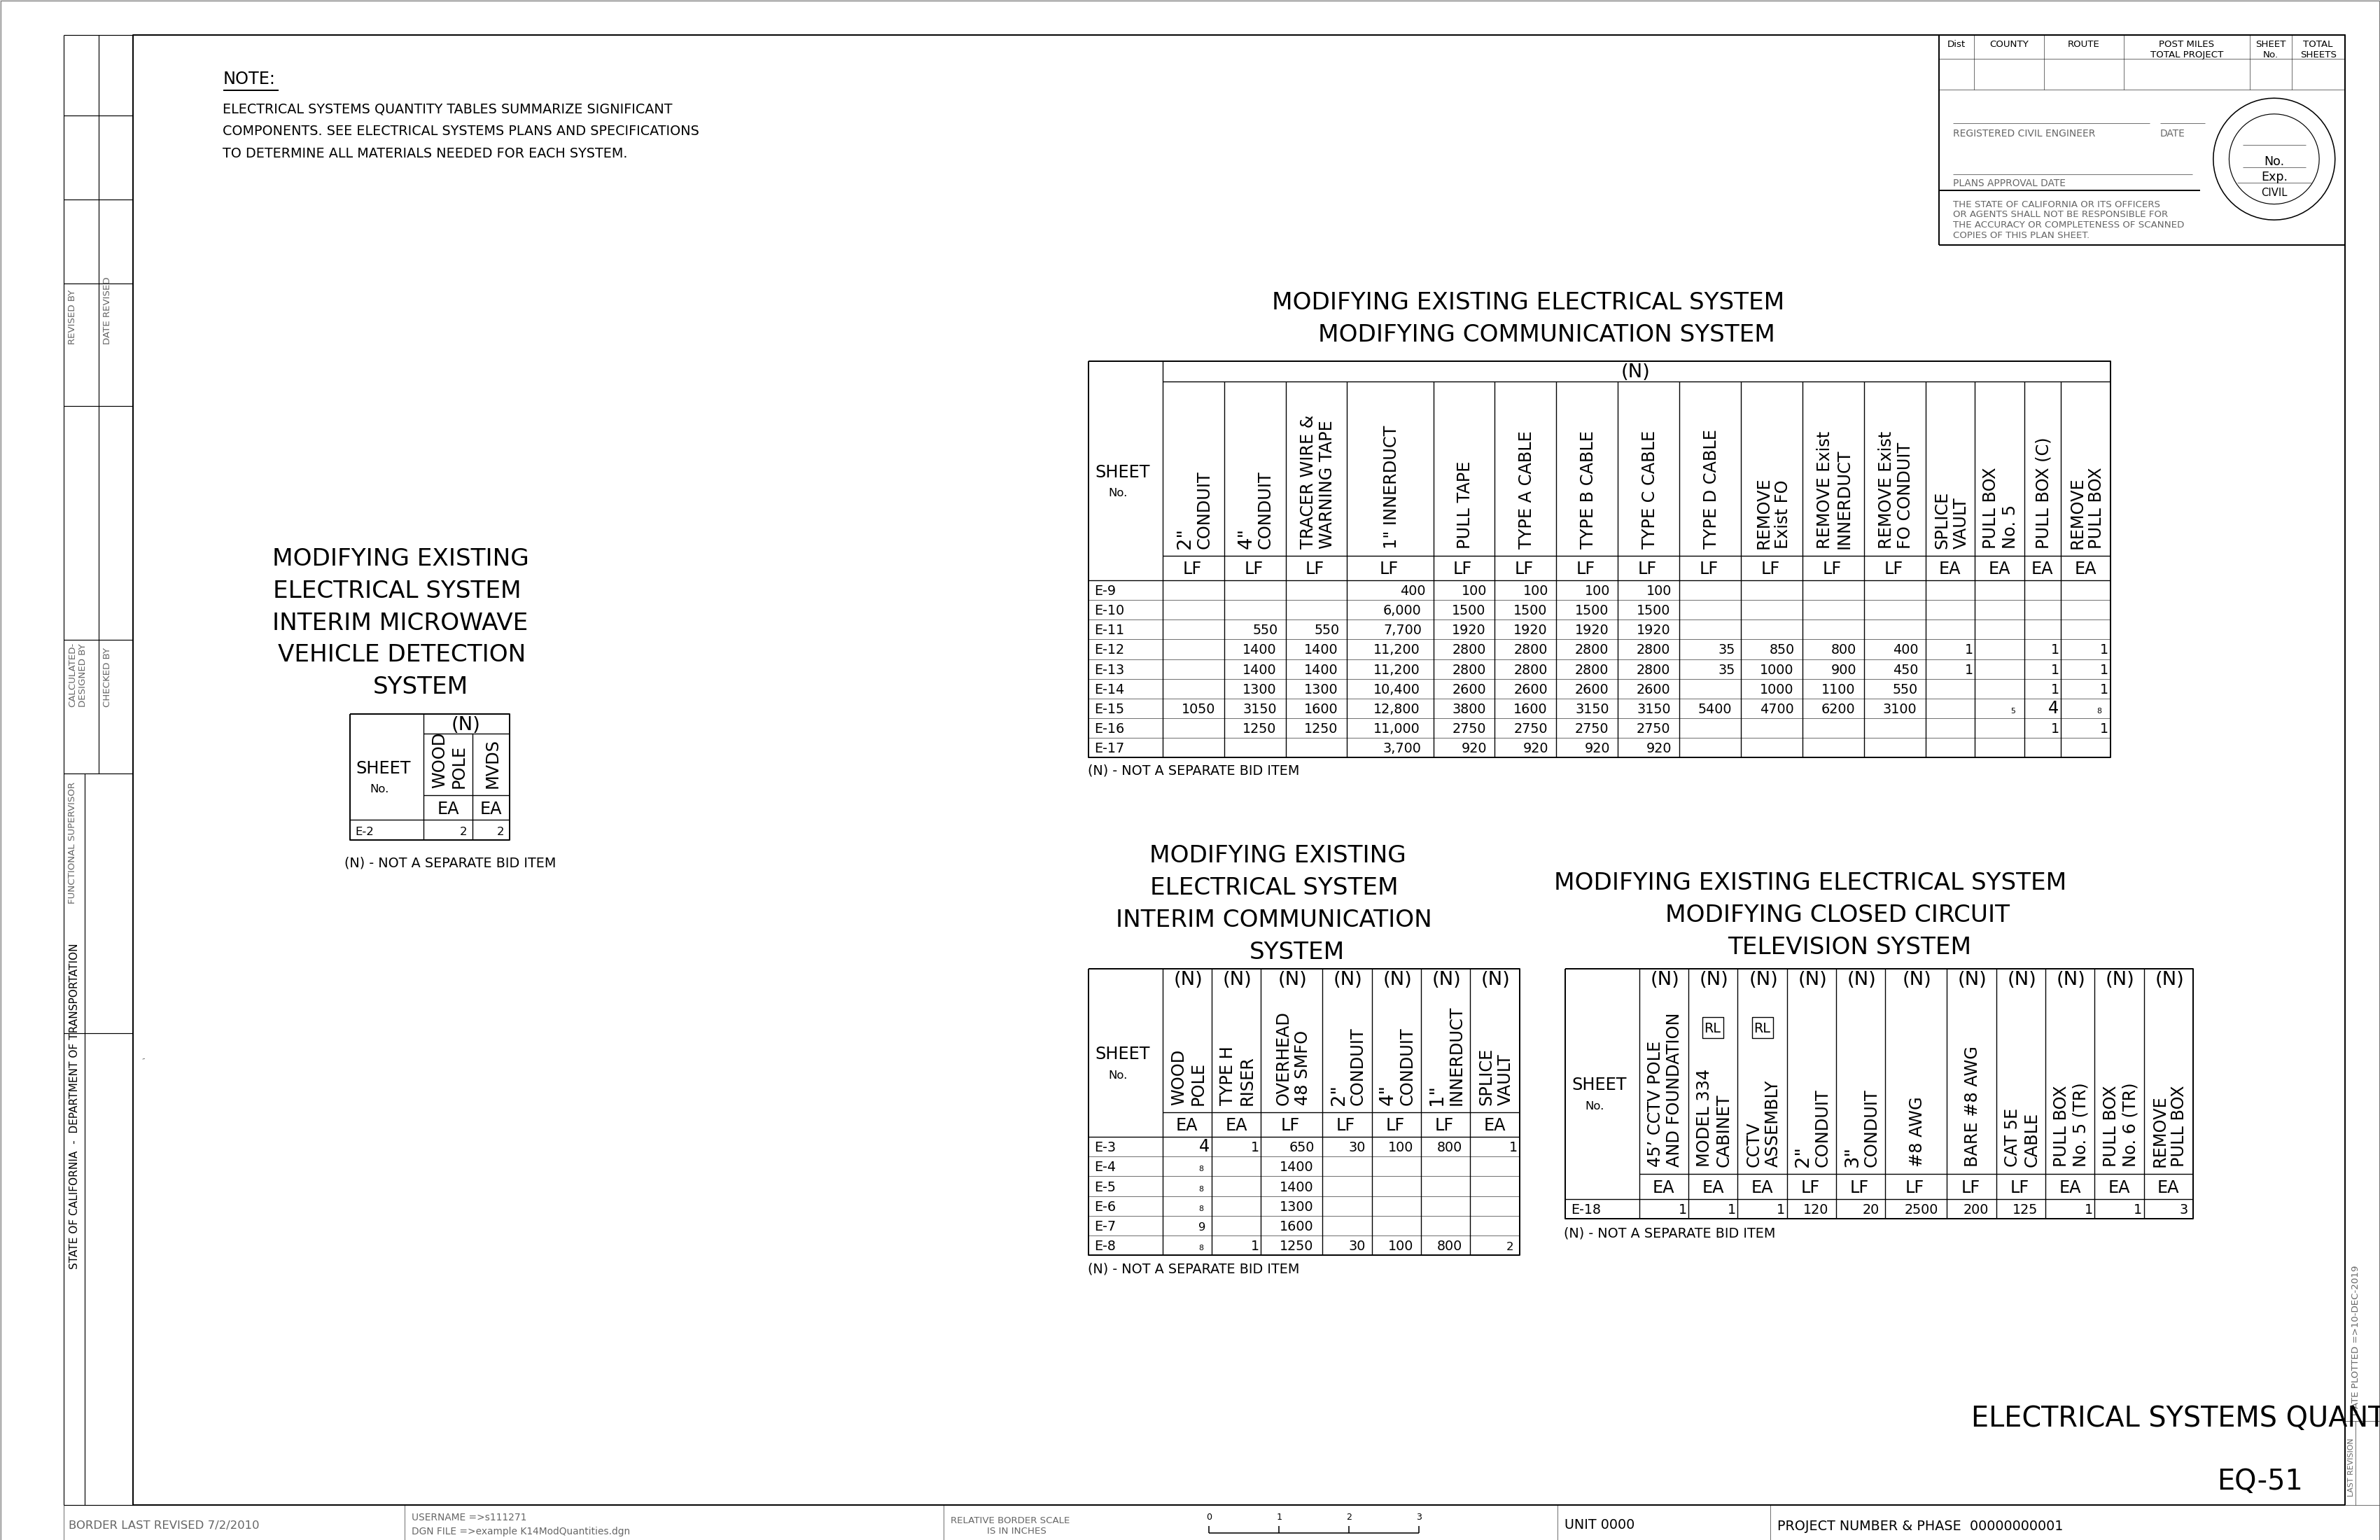 NOTE:
ELECTRICAL SYSTEMS QUANTITY TABLES SUMMARIZE SIGNIFICANT
COMPONENTS. SEE ELECTRICAL SYSTEMS PLANS AND SPECIFICATIONS
TO DETERMINE ALL MATERIALS NEEDED FOR EACH SYSTEM.
Dist COUNTY ROUTE POST MILES TOTAL PROJECT SHEET No. TOTAL SHEETS
REGISTERED CIVIL ENGINEER DATE
PLANS APPROVAL DATE
No.
Exp.
CIVIL
THE STATE OF CALIFORNIA OR ITS OFFICERS
OR AGENTS SHALL NOT BE RESPONSIBLE FOR
THE ACCURACY OR COMPLETENESS OF SCANNED
COPIES OF THIS PLAN SHEET.
REVISED BY
DATE REVISED
CALCULATED-
DESIGNED BY
CHECKED BY
FUNCTIONAL SUPERVISOR
STATE OF CALIFORNIA - DEPARTMENT OF TRANSPORTATION
MODIFYING EXISTING
ELECTRICAL SYSTEM
INTERIM MICROWAVE
VEHICLE DETECTION
SYSTEM
(N)
SHEET No. WOOD POLE MVDS
EA EA
E-2 2 2
(N) - NOT A SEPARATE BID ITEM
MODIFYING EXISTING ELECTRICAL SYSTEM
MODIFYING COMMUNICATION SYSTEM
(N)
SHEET No. 2" CONDUIT 4" CONDUIT TRACER WIRE & WARNING TAPE 1" INNERDUCT PULL TAPE TYPE A CABLE TYPE B CABLE TYPE C CABLE TYPE D CABLE REMOVE Exist FO REMOVE Exist INNERDUCT REMOVE Exist FO CONDUIT SPLICE VAULT PULL BOX No. 5 PULL BOX (C) REMOVE PULL BOX
LF LF LF LF LF LF LF LF LF LF LF LF EA EA EA EA
E-9 400 100 100 100 100
E-10 6,000 1500 1500 1500 1500
E-11 550 550 7,700 1920 1920 1920 1920
E-12 1400 1400 11,200 2800 2800 2800 2800 35 850 800 400 1 1 1
E-13 1400 1400 11,200 2800 2800 2800 2800 35 1000 900 450 1 1 1
E-14 1300 1300 10,400 2600 2600 2600 2600 1000 1100 550 1 1
E-15 1050 3150 1600 12,800 3800 1600 3150 3150 5400 4700 6200 3100 5 4 8
E-16 1250 1250 11,000 2750 2750 2750 2750 1 1
E-17 3,700 920 920 920 920
(N) - NOT A SEPARATE BID ITEM
MODIFYING EXISTING
ELECTRICAL SYSTEM
INTERIM COMMUNICATION
SYSTEM
(N) (N) (N) (N) (N) (N) (N)
SHEET No. WOOD POLE TYPE H RISER OVERHEAD 48 SMFO 2" CONDUIT 4" CONDUIT 1" INNERDUCT SPLICE VAULT
EA EA LF LF LF LF EA
E-3 4 1 650 30 100 800 1
E-4 8 1400
E-5 8 1400
E-6 8 1300
E-7 9 1600
E-8 8 1 1250 30 100 800 2
(N) - NOT A SEPARATE BID ITEM
MODIFYING EXISTING ELECTRICAL SYSTEM
MODIFYING CLOSED CIRCUIT
TELEVISION SYSTEM
(N) (N) (N) (N) (N) (N) (N) (N) (N) (N) (N)
RL RL
SHEET No. 45’ CCTV POLE AND FOUNDATION MODEL 334 CABINET CCTV ASSEMBLY 2" CONDUIT 3" CONDUIT #8 AWG BARE #8 AWG CAT 5E CABLE PULL BOX No. 5 (TR) PULL BOX No. 6 (TR) REMOVE PULL BOX
EA EA EA LF LF LF LF LF EA EA EA
E-18 1 1 1 120 20 2500 200 125 1 1 3
(N) - NOT A SEPARATE BID ITEM
ELECTRICAL SYSTEMS QUANT
EQ-51
PLOTTED =>10-DEC-2019
LAST REVISION
BORDER LAST REVISED 7/2/2010
USERNAME =>s111271
DGN FILE =>example K14ModQuantities.dgn
RELATIVE BORDER SCALE
IS IN INCHES
0 1 2 3
UNIT 0000
PROJECT NUMBER & PHASE 00000000001